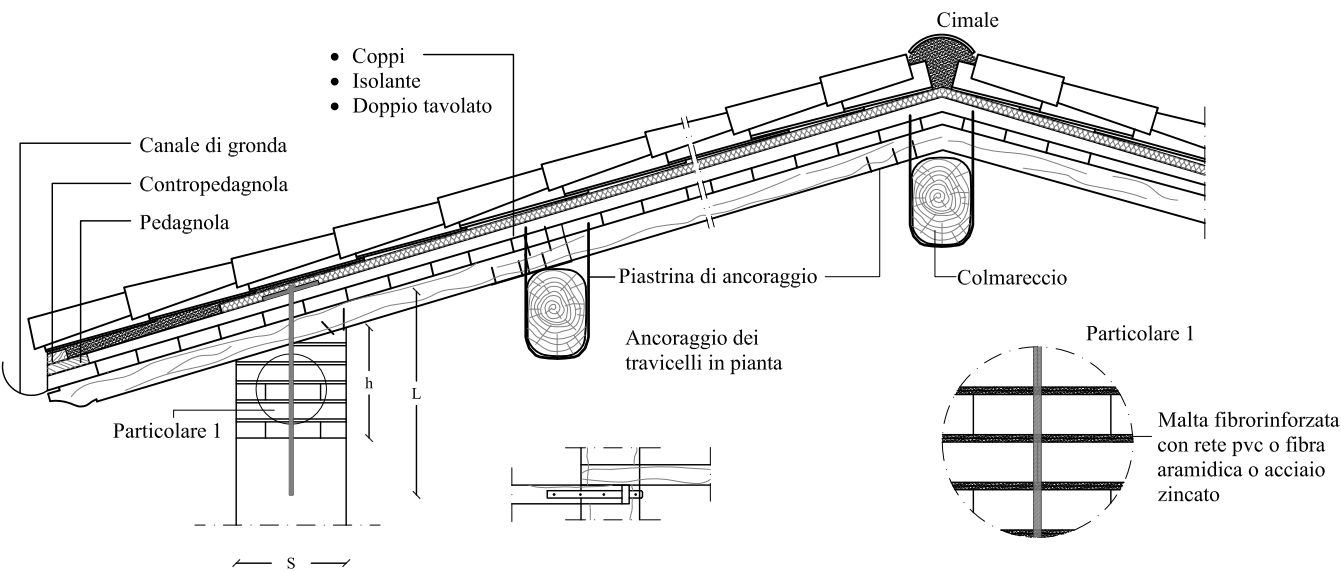 Cimale
• Coppi
• Isolante
• Doppio tavolato
Canale di gronda
Contropedagnola
Pedagnola
Piastrina di ancoraggio
Colmareccio
Ancoraggio dei
travicelli in pianta
Particolare 1
h
L
Particolare 1
Malta fibrorinforzata
con rete pvc o fibra
aramidica o acciaio
zincato
S